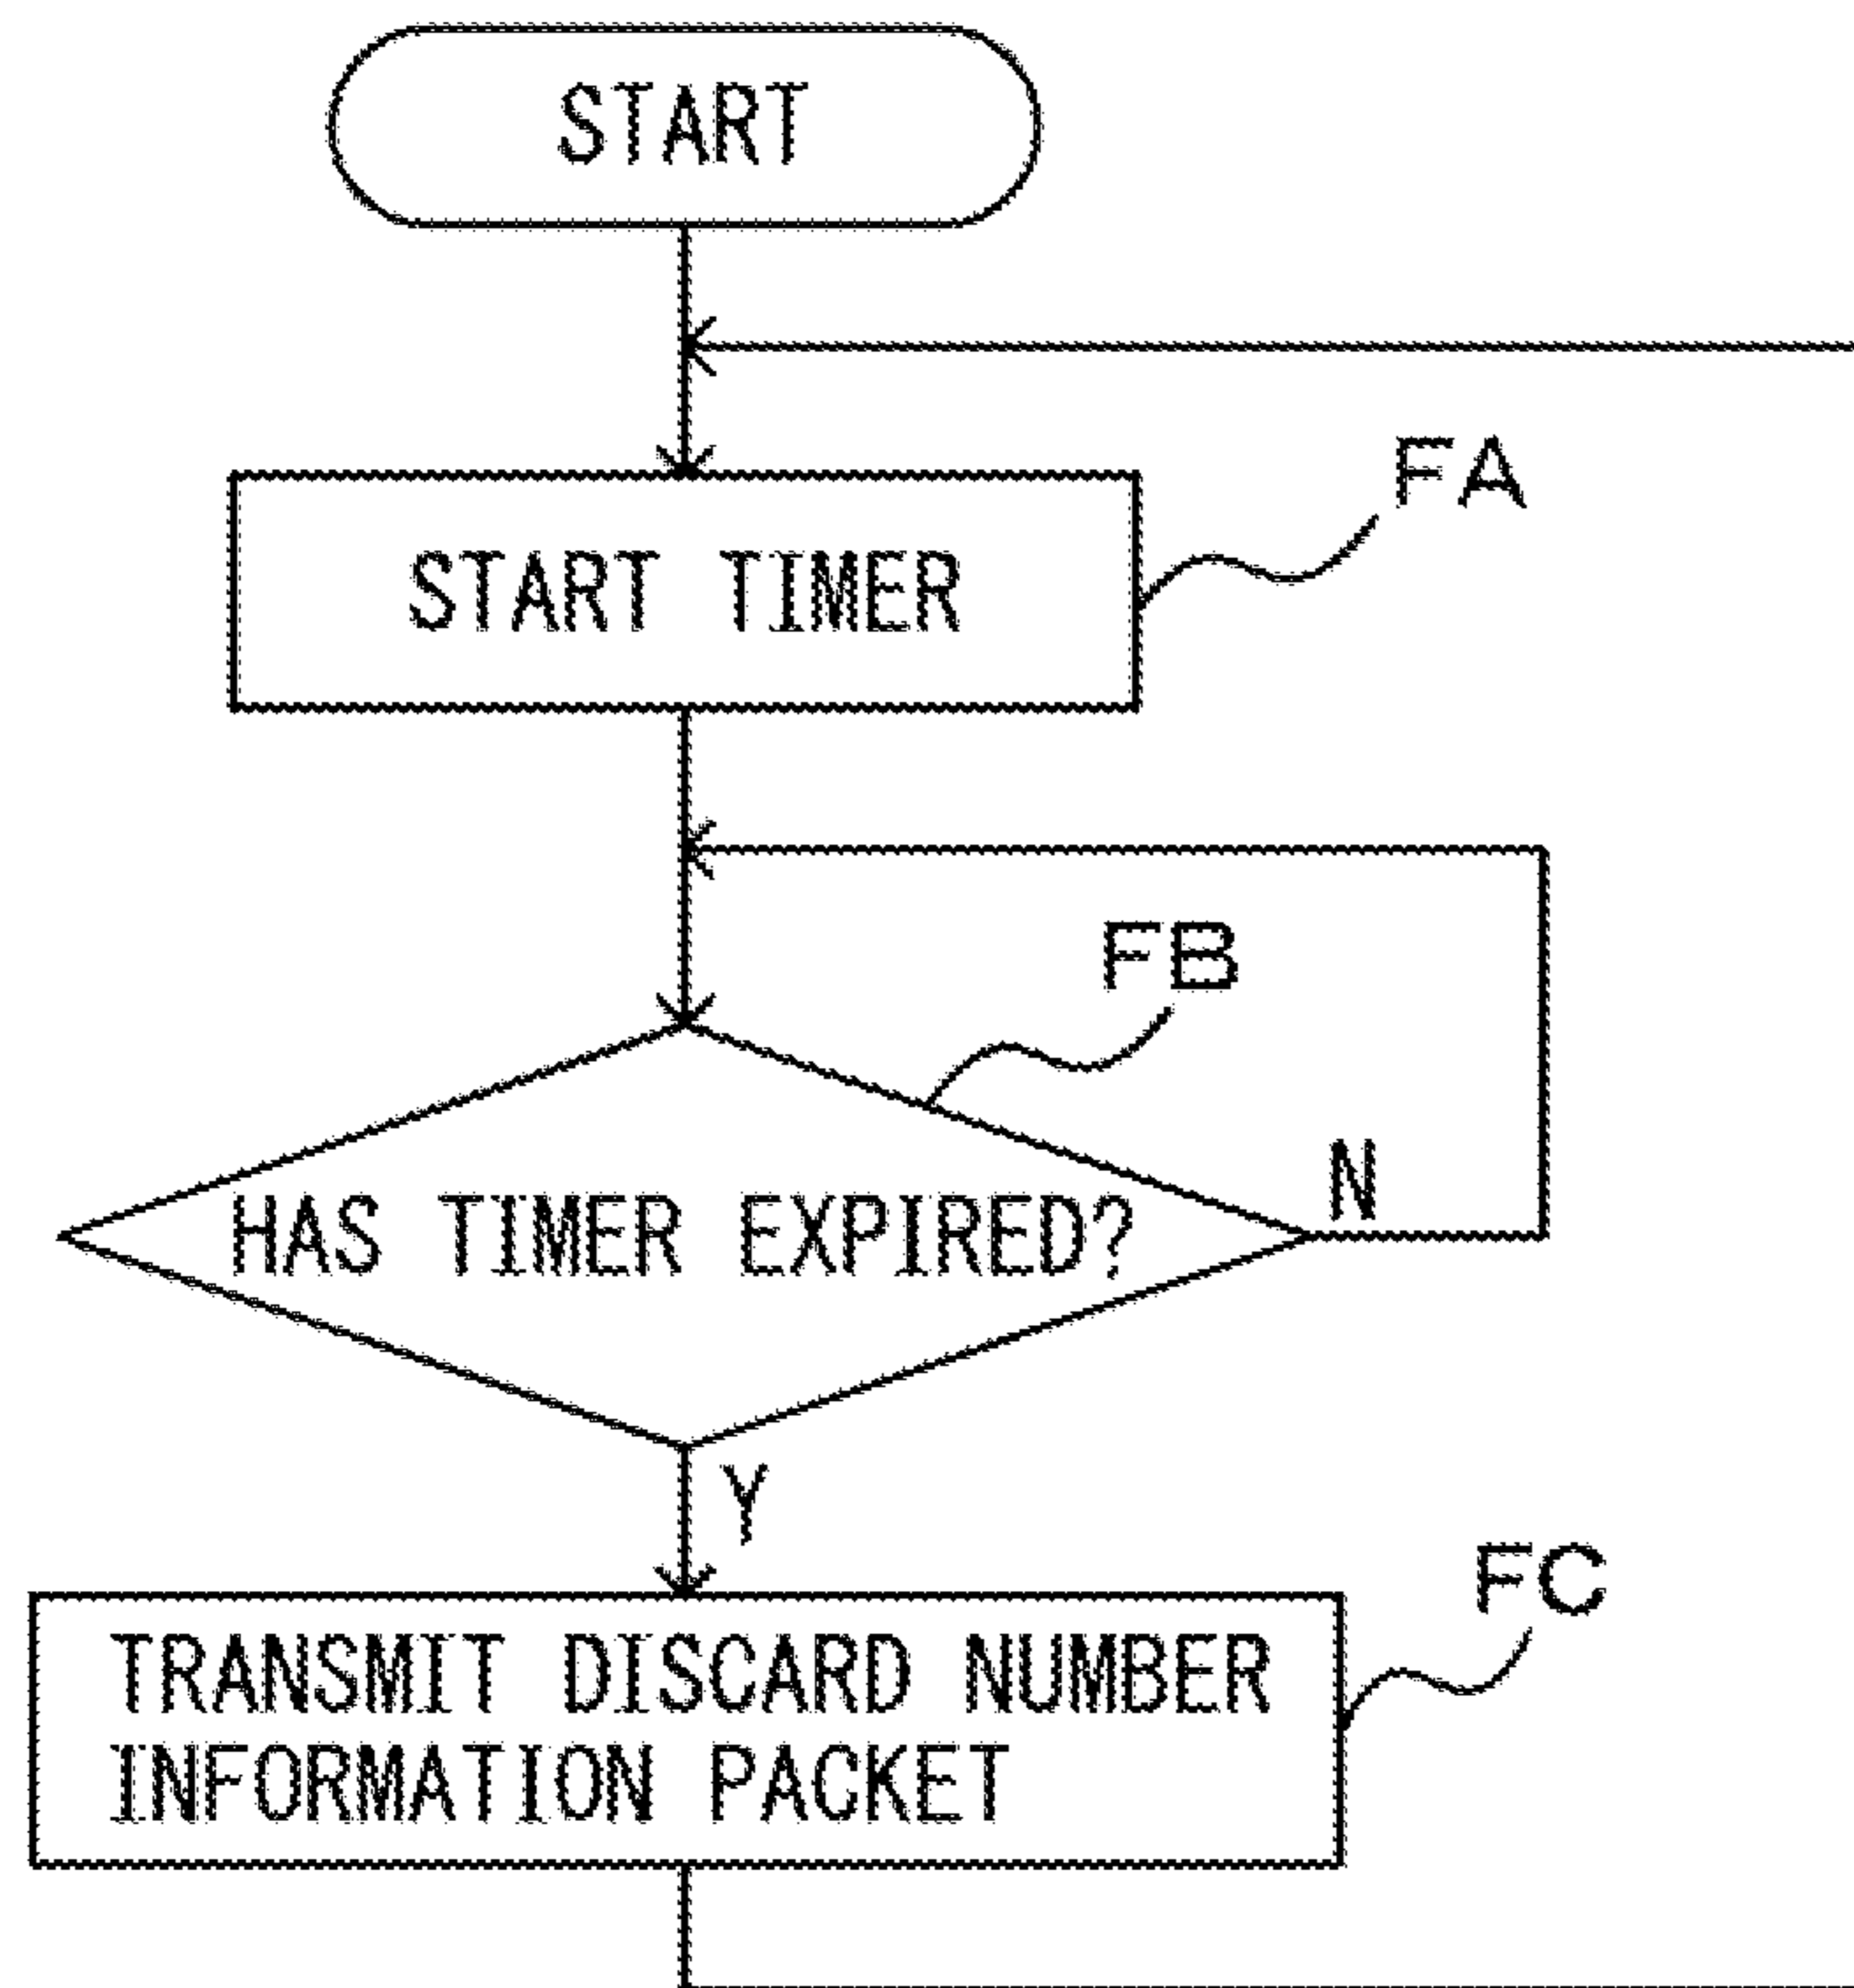 START
FA
START TIMER
FB
N
HAS TIMER EXPIRED?
Y
FC
TRANSMIT DISCARD NUMBER
INFORMATION PACKET